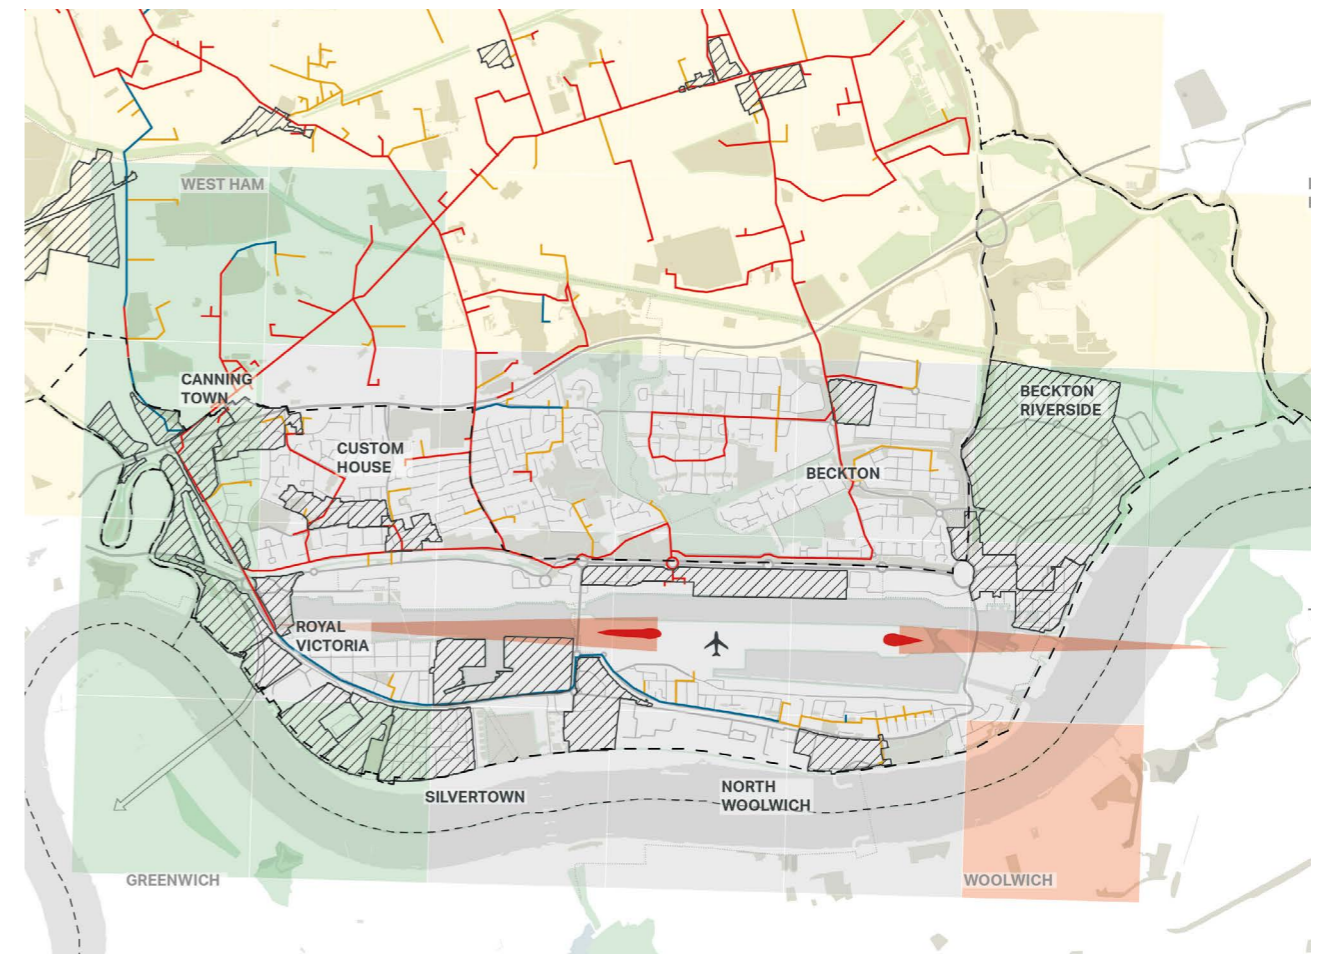 WEST HAM
CANNING
TOWN
BECKTON
RIVERSIDE
CUSTOM
HOUSE
BECKTON
ROYAL
VICTORIA
SILVERTOWN
NORTH
WOOLWICH
GREENWICH
WOOLWICH